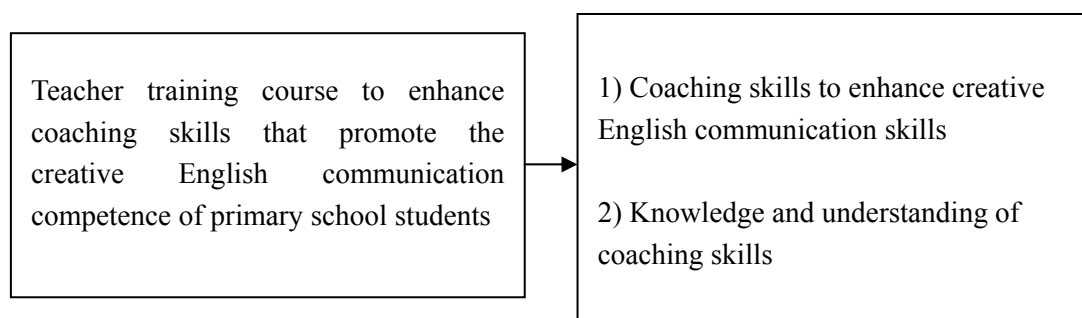 Teacher training course to enhance
coaching skills that promote the
creative English communication
competence of primary school students
1) Coaching skills to enhance creative
English communication skills
2) Knowledge and understanding of
coaching skills